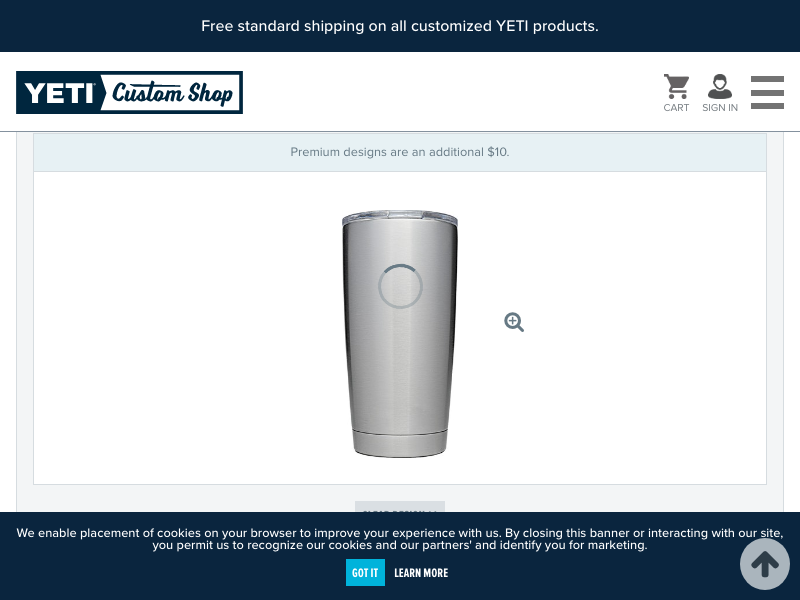 Free standard shipping on all customized YETI products.
YETI Custom Shop
CART
SIGN IN
Premium designs are an additional $10.
We enable placement of cookies on your browser to improve your experience with us. By closing this banner or interacting with our site,
you permit us to recognize our cookies and our partners' and identify you for marketing.
GOT IT
LEARN MORE